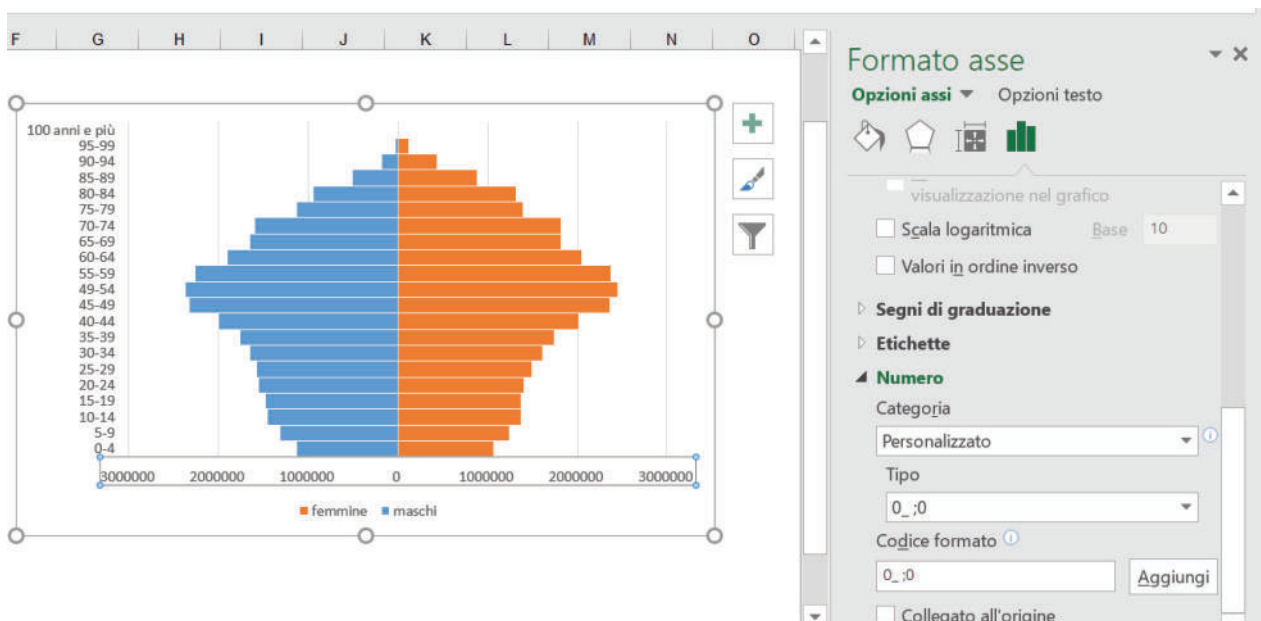 F G H I J K L M N O
100 anni e più
95-99
90-94
85-89
80-84
75-79
70-74
65-69
60-64
55-59
49-54
45-49
40-44
35-39
30-34
25-29
20-24
15-19
10-14
5-9
0-4
3000000 2000000 1000000 0 1000000 2000000 3000000
femmine maschi
Formato asse
Opzioni assi Opzioni testo
visualizzazione nel grafico
Scala logaritmica Base 10
Valori in ordine inverso
Segni di graduazione
Etichette
Numero
Categoria
Personalizzato
Tipo
0_ ;0
Codice formato
0_ ;0
Aggiungi
Collegato all'origine